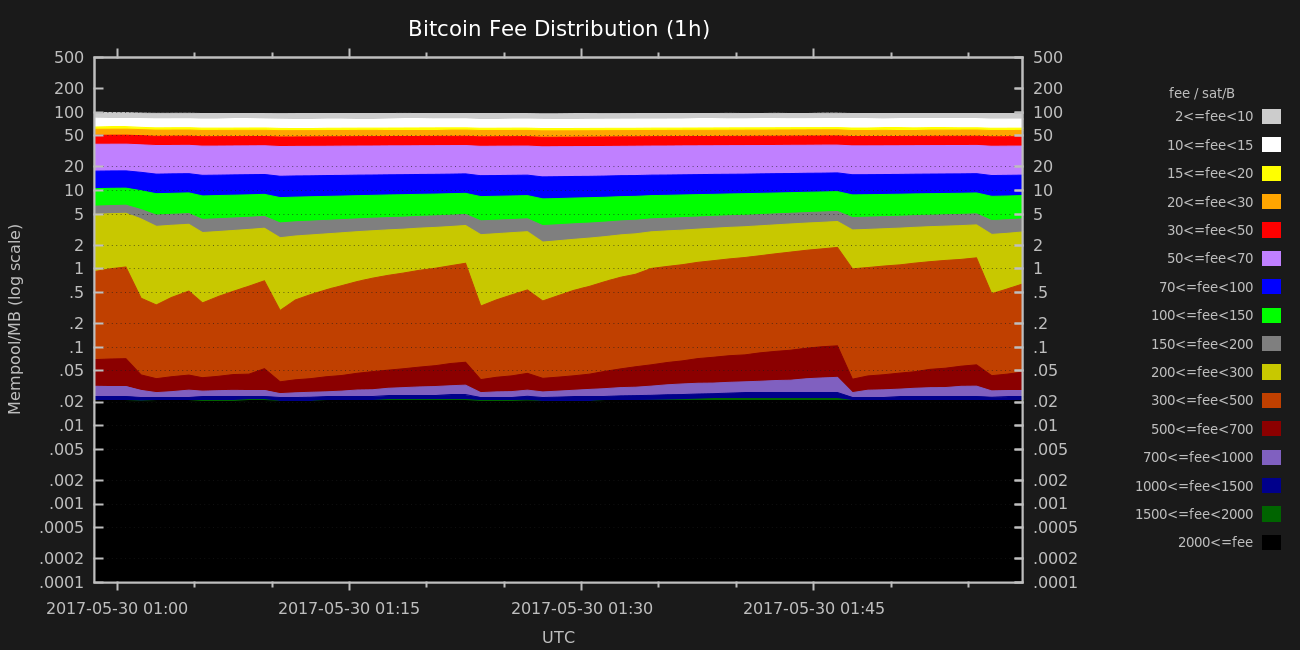 Bitcoin Fee Distribution (1h)
Mempool/MB (log scale)
500
200
100
50
20
10
5
2
1
.5
.2
.1
.05
.02
.01
.005
.002
.001
.0005
.0002
.0001
500
200
100
50
20
10
5
2
1
.5
.2
.1
.05
.02
.01
.005
.002
.001
.0005
.0002
.0001
2017-05-30 01:00
2017-05-30 01:15
2017-05-30 01:30
2017-05-30 01:45
UTC
fee / sat/B
2<=fee<10
10<=fee<15
15<=fee<20
20<=fee<30
30<=fee<50
50<=fee<70
70<=fee<100
100<=fee<150
150<=fee<200
200<=fee<300
300<=fee<500
500<=fee<700
700<=fee<1000
1000<=fee<1500
1500<=fee<2000
2000<=fee